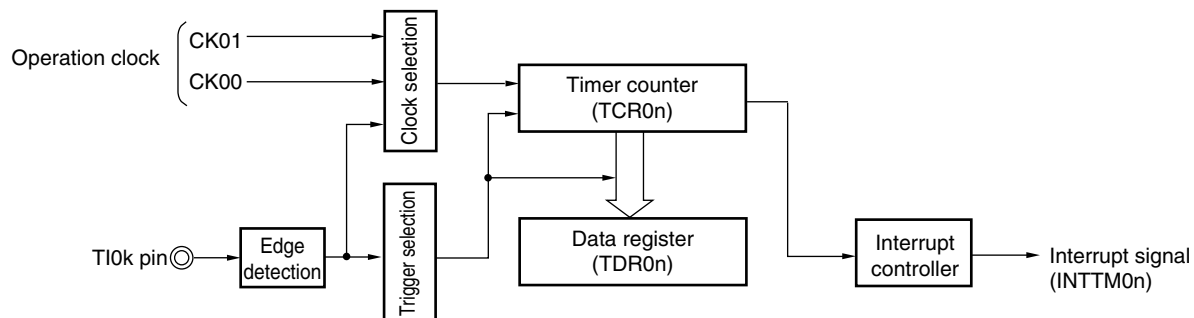 Operation clock
CK01
CK00
Clock selection
Timer counter
(TCR0n)
Trigger selection
TI0k pin
Edge
detection
Data register
(TDR0n)
Interrupt
controller
Interrupt signal
(INTTM0n)